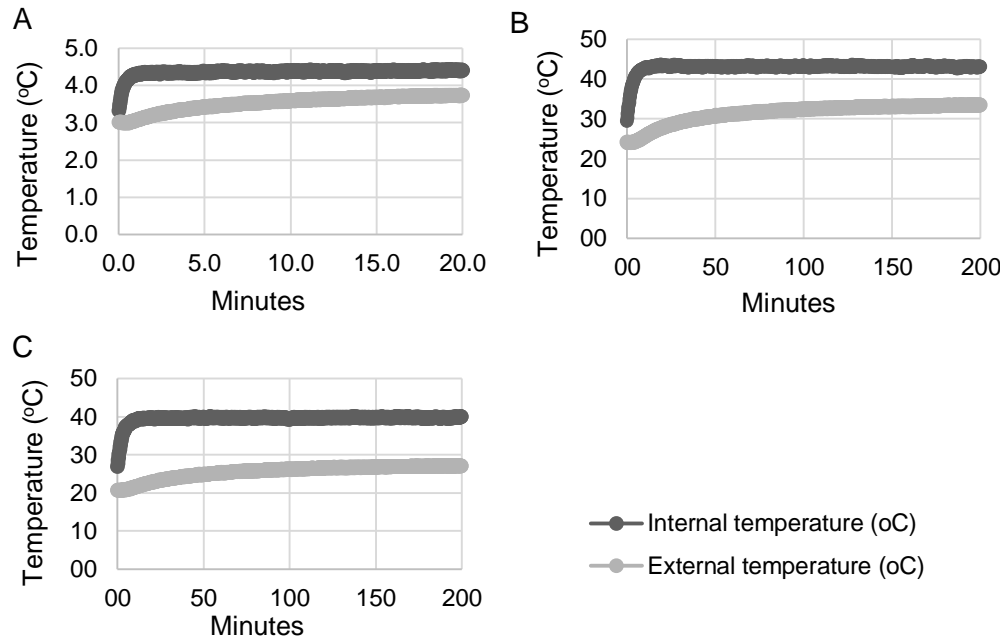 A
Temperature (ºC)
5.0
4.0
3.0
2.0
1.0
0.0
0.0 5.0 10.0 15.0 20.0
Minutes
B
Temperature (ºC)
50
40
30
20
10
00
00 50 100 150 200
Minutes
C
Temperature (ºC)
50
40
30
20
10
00
00 50 100 150 200
Minutes
Internal temperature (oC)
External temperature (oC)